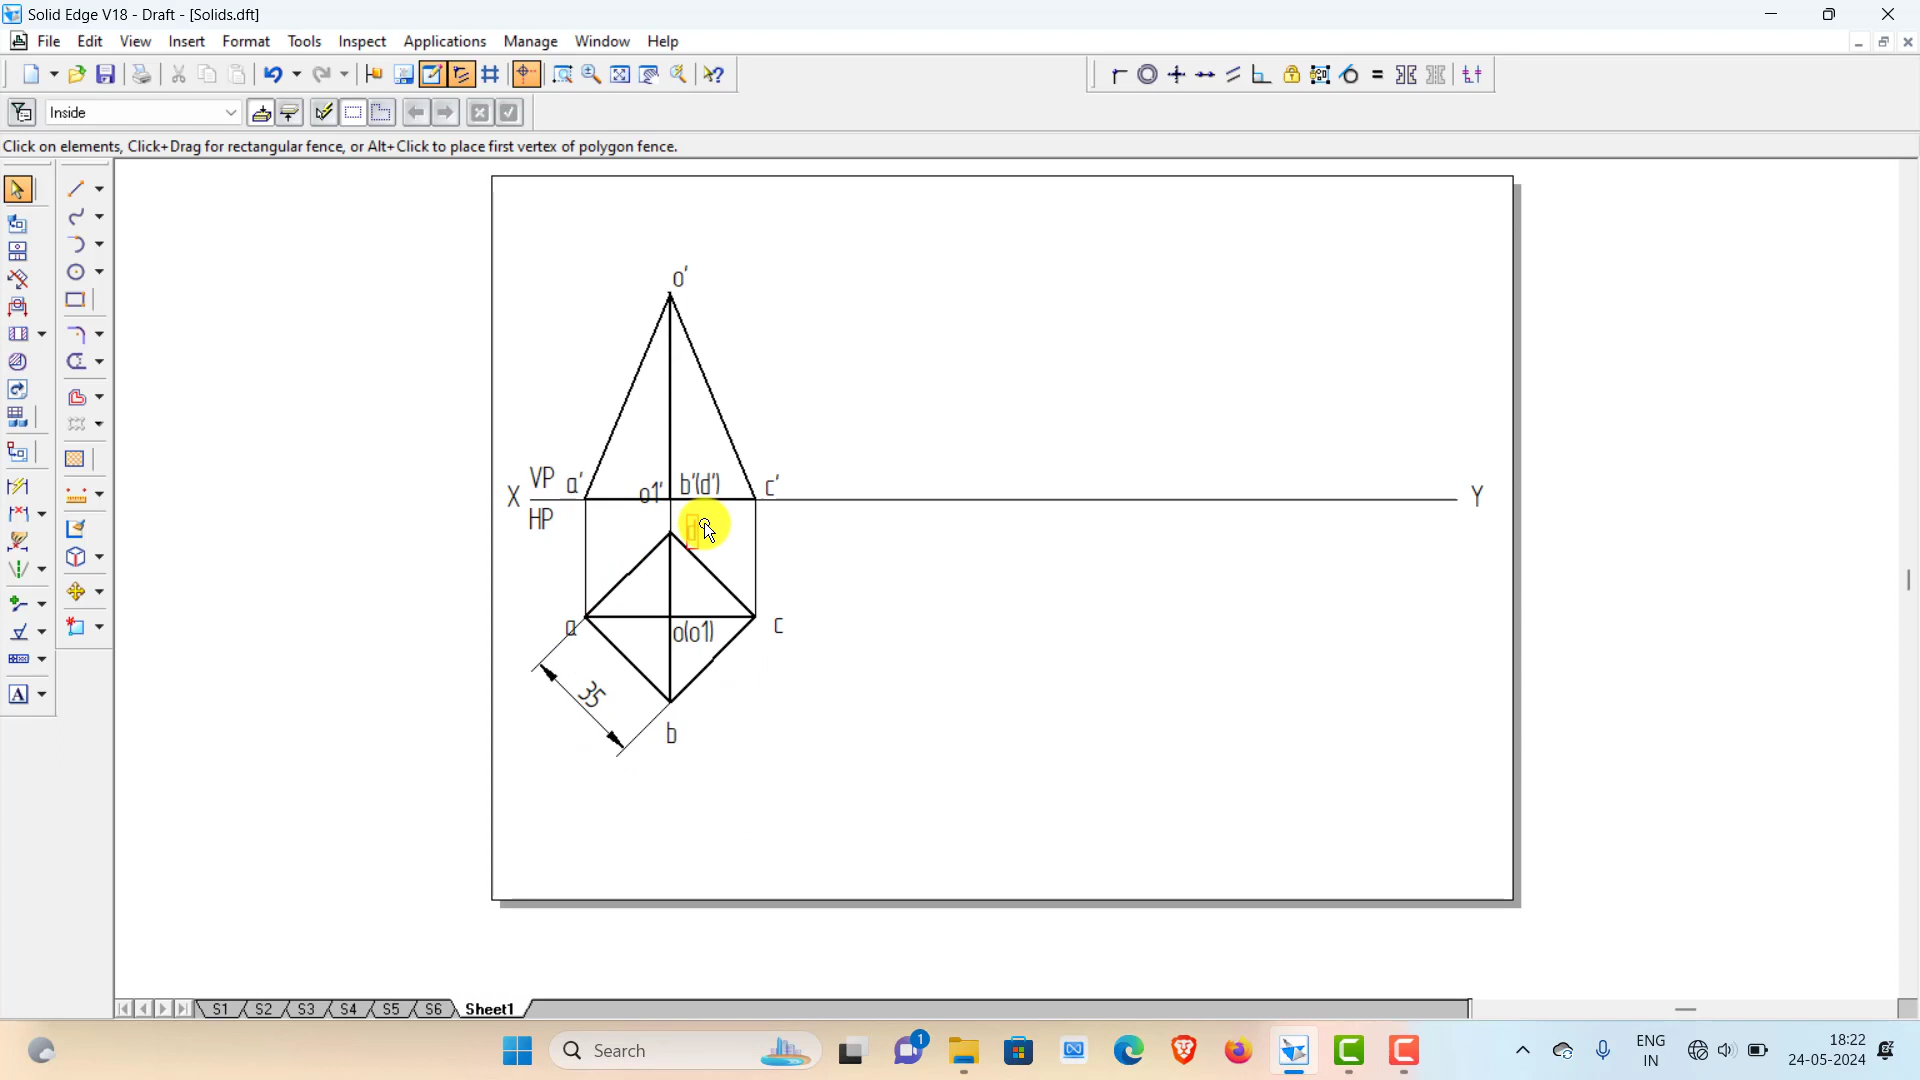 Solid Edge V18 - Draft - [Solids.dft]
File Edit View Insert Format Tools Inspect Applications Manage Window Help
Inside
Click on elements, Click+Drag for rectangular fence, or Alt+Click to place first vertex of polygon fence.
o'
X VP a' o1' b'(d') c' Y
HP
d
a o(o1) c
35
b
S1 S2 S3 S4 S5 S6 Sheet1
Search
1
ENG
IN
18:22
24-05-2024